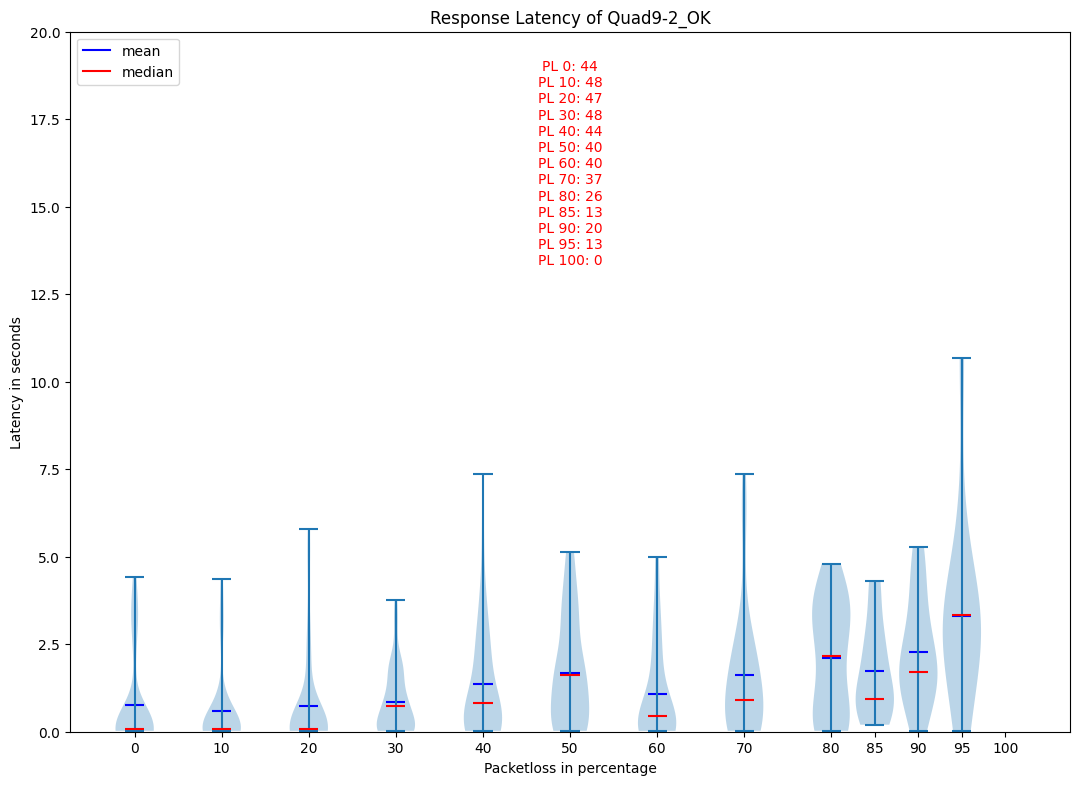 Response Latency of Quad9-2_OK
mean
median
PL 0: 44
PL 10: 48
PL 20: 47
PL 30: 48
PL 40: 44
PL 50: 40
PL 60: 40
PL 70: 37
PL 80: 26
PL 85: 13
PL 90: 20
PL 95: 13
PL 100: 0
20.0
17.5
15.0
12.5
10.0
7.5
5.0
2.5
0.0
Latency in seconds
0 10 20 30 40 50 60 70 80 85 90 95 100
Packetloss in percentage